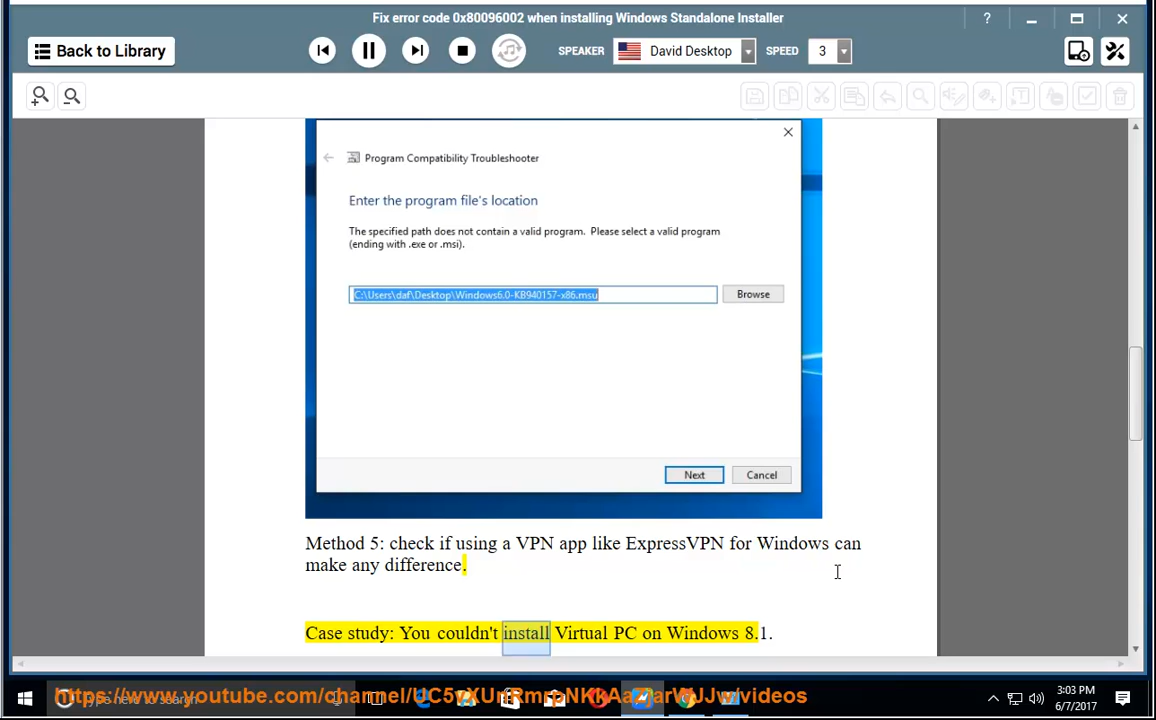 Fix error code 0x80096002 when installing Windows Standalone Installer
?
Back to Library
SPEAKER
David Desktop
SPEED
3
Program Compatibility Troubleshooter
Enter the program file's location
The specified path does not contain a valid program. Please select a valid program
(ending with .exe or .msi).
C:\Users\daf\Desktop\Windows6.0-KB940157-x86.msu
Browse
Next
Cancel
Method 5: check if using a VPN app like ExpressVPN for Windows can
make any difference.
Case study: You couldn't install Virtual PC on Windows 8.1.
3:03 PM
6/7/2017